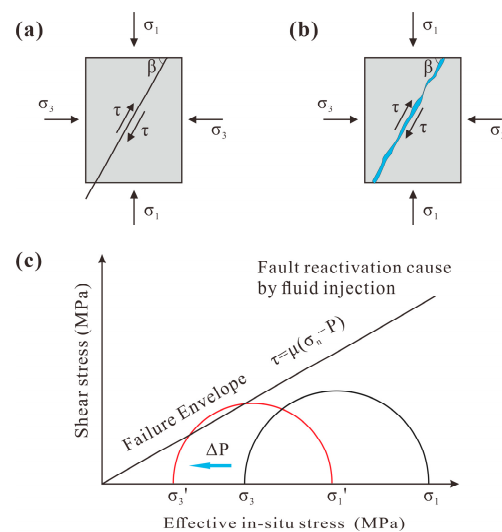 (a)
σ₁
β
σ₃
τ
τ
σ₃
σ₁
(b)
σ₁
β
σ₃
τ
τ
σ
σ₁
(c)
Shear stress (MPa)
Fault reactivation cause
by fluid injection
τ=μ(σₙ-P)
Failure Envelope
ΔP
σ₃' σ₃ σ₁' σ₁
Effective in-situ stress (MPa)